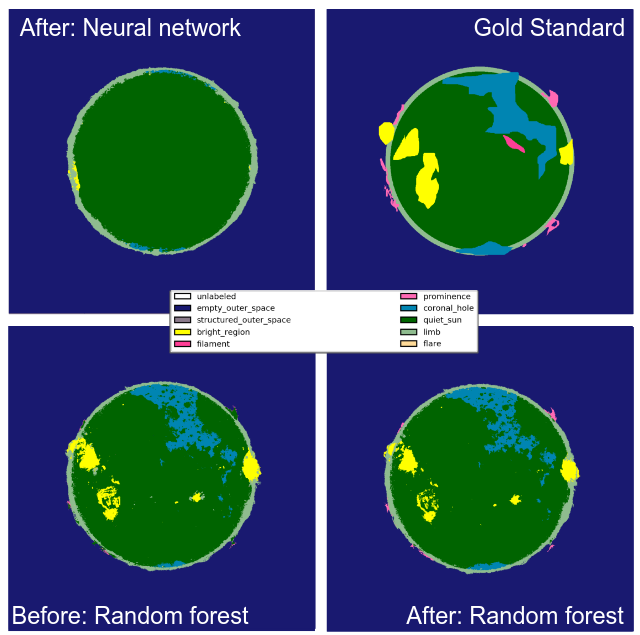 After: Neural network
Gold Standard
unlabeled
empty_outer_space
structured_outer_space
bright_region
filament
prominence
coronal_hole
quiet_sun
limb
flare
Before: Random forest
After: Random forest